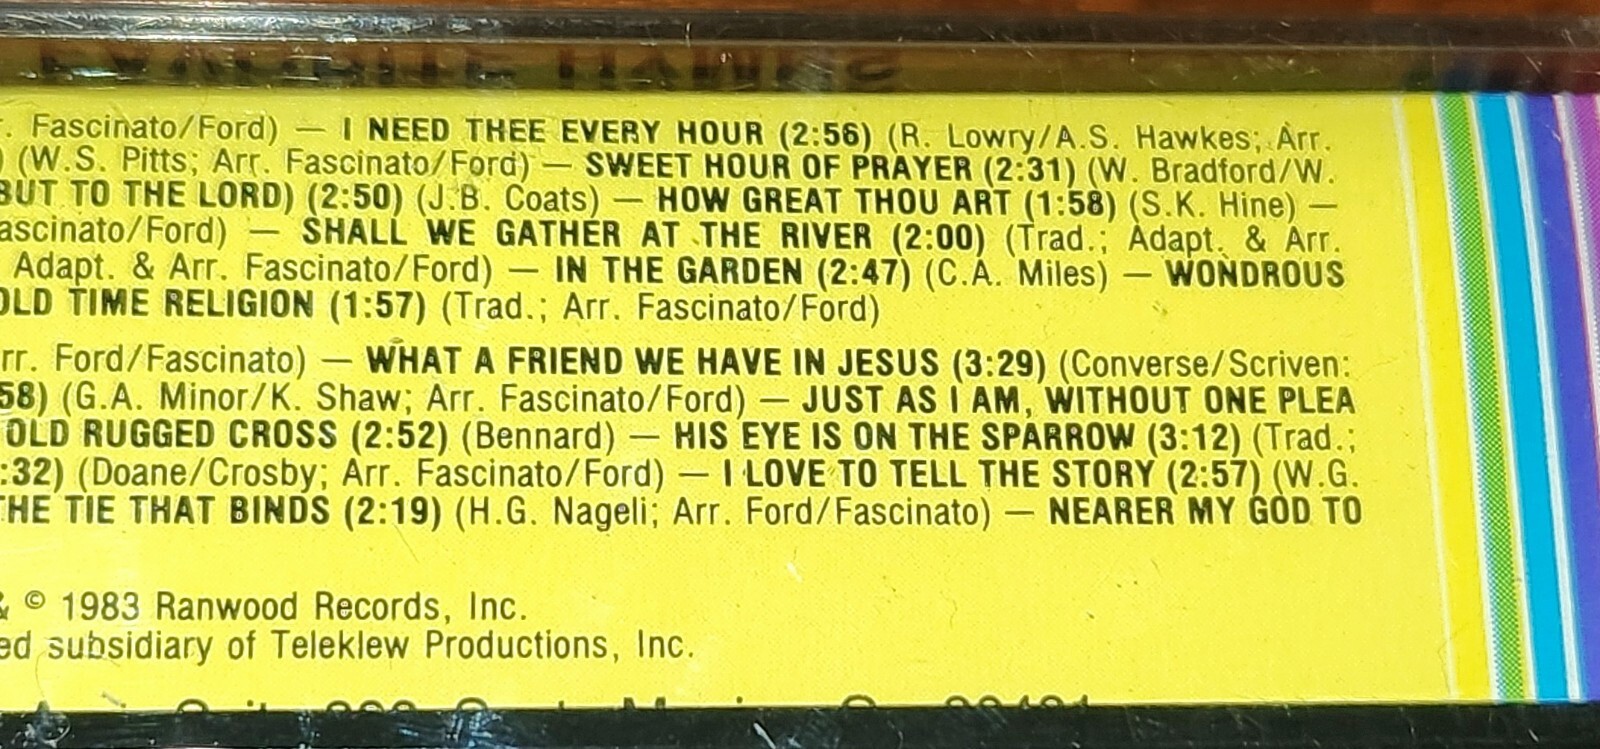 . Fascinato/Ford) — I NEED THEE EVERY HOUR (2:56) (R. Lowry/A.S. Hawkes; Arr.
) (W.S. Pitts; Arr. Fascinato/Ford) — SWEET HOUR OF PRAYER (2:31) (W. Bradford/W.
BUT TO THE LORD) (2:50) (J.B. Coats) — HOW GREAT THOU ART (1:58) (S.K. Hine) —
ascinato/Ford) — SHALL WE GATHER AT THE RIVER (2:00) (Trad.; Adapt. & Arr.
Adapt. & Arr. Fascinato/Ford) — IN THE GARDEN (2:47) (C.A. Miles) — WONDROUS
OLD TIME RELIGION (1:57) (Trad.; Arr. Fascinato/Ford)
rr. Ford/Fascinato) — WHAT A FRIEND WE HAVE IN JESUS (3:29) (Converse/Scriven:
58) (G.A. Minor/K. Shaw; Arr. Fascinato/Ford) — JUST AS I AM, WITHOUT ONE PLEA
OLD RUGGED CROSS (2:52) (Bennard) — HIS EYE IS ON THE SPARROW (3:12) (Trad.;
:32) (Doane/Crosby; Arr. Fascinato/Ford) — I LOVE TO TELL THE STORY (2:57) (W.G.
THE TIE THAT BINDS (2:19) (H.G. Nageli; Arr. Ford/Fascinato) — NEARER MY GOD TO
& © 1983 Ranwood Records, Inc.
ed subsidiary of Teleklew Productions, Inc.